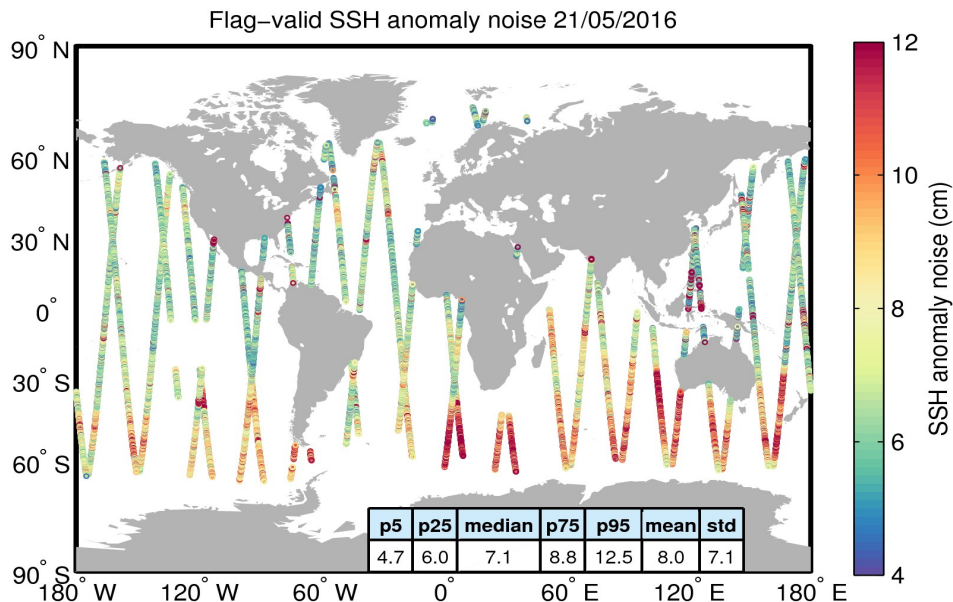 Flag−valid SSH anomaly noise 21/05/2016
90° N
60° N
30° N
0°
30° S
60° S
90° S
180° W
120° W
60° W
0°
60° E
120° E
180° E
p5 p25 median p75 p95 mean std
4.7 6.0 7.1 8.8 12.5 8.0 7.1
12
10
8
6
4
SSH anomaly noise (cm)